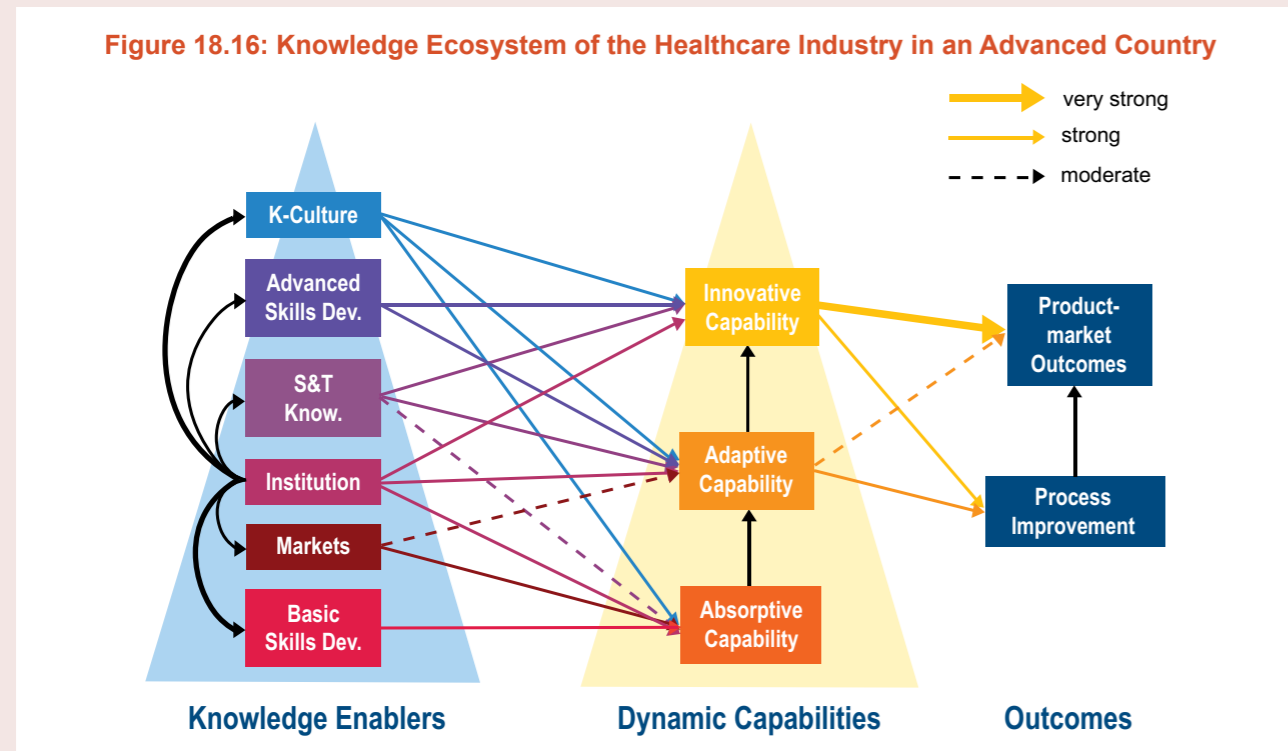 Figure 18.16: Knowledge Ecosystem of the Healthcare Industry in an Advanced Country
very strong
strong
moderate
K-Culture
Advanced
Skills Dev.
S&T
Know.
Institution
Markets
Basic
Skills Dev.
Innovative
Capability
Adaptive
Capability
Absorptive
Capability
Product-
market
Outcomes
Process
Improvement
Knowledge Enablers
Dynamic Capabilities
Outcomes